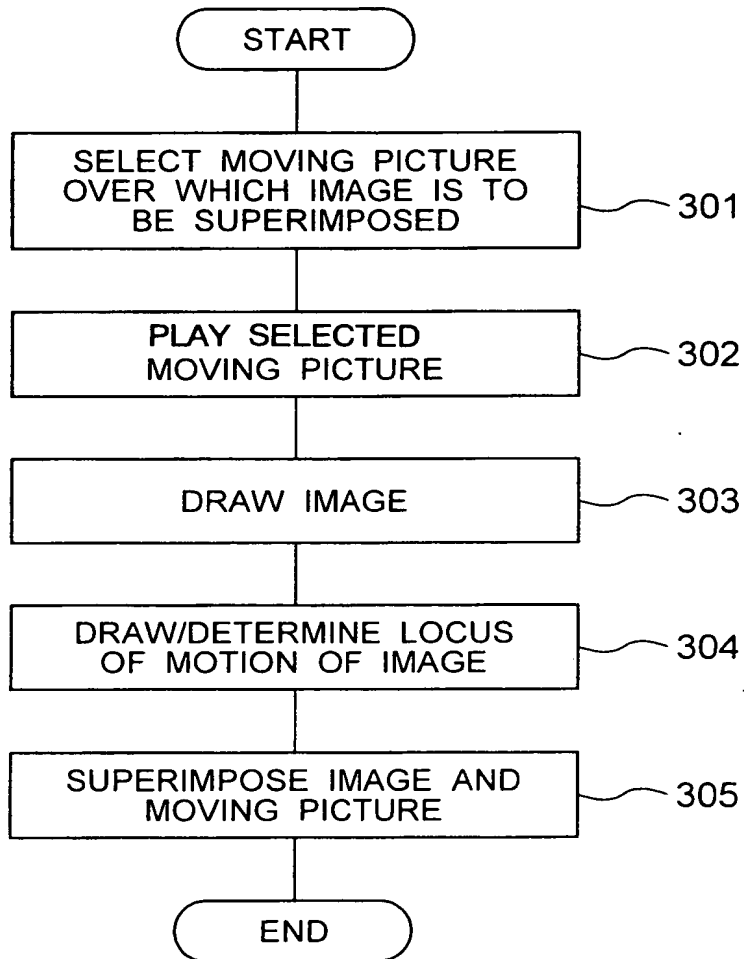 START
SELECT MOVING PICTURE
OVER WHICH IMAGE IS TO
BE SUPERIMPOSED
301
PLAY SELECTED
MOVING PICTURE
302
DRAW IMAGE
303
DRAW/DETERMINE LOCUS
OF MOTION OF IMAGE
304
SUPERIMPOSE IMAGE AND
MOVING PICTURE
305
END